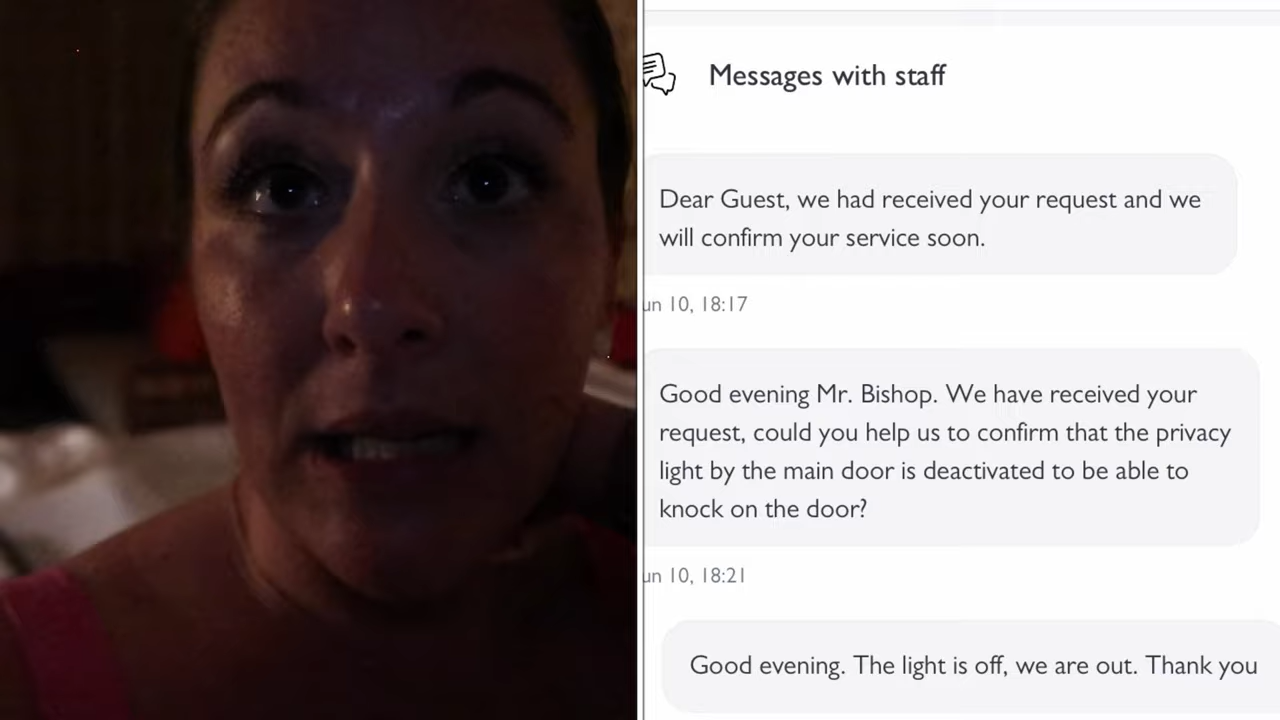 Messages with staff
Dear Guest, we had received your request and we
will confirm your service soon.
un 10, 18:17
Good evening Mr. Bishop. We have received your
request, could you help us to confirm that the privacy
light by the main door is deactivated to be able to
knock on the door?
un 10, 18:21
Good evening. The light is off, we are out. Thank you